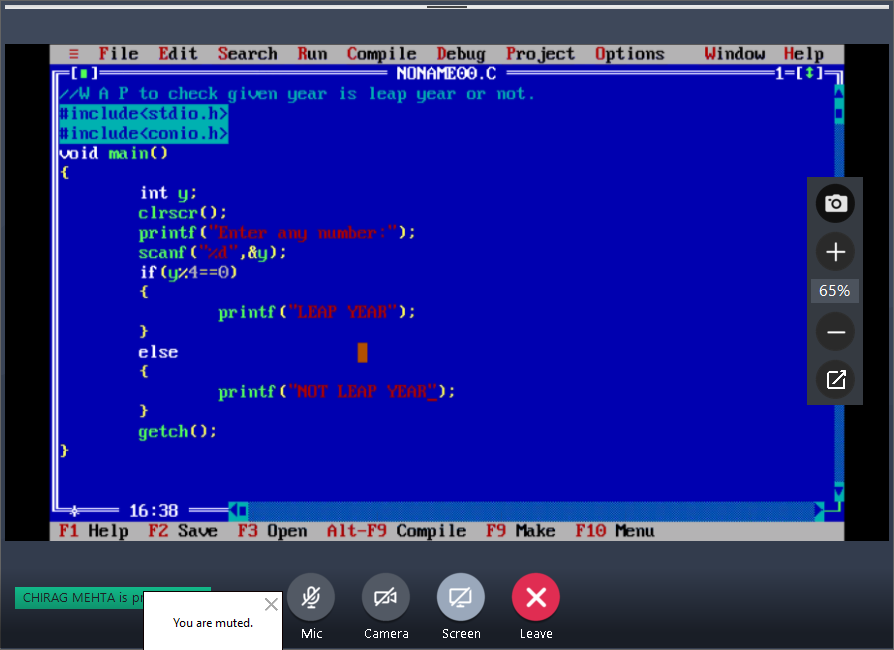 ≡ File Edit Search Run Compile Debug Project Options Window Help
[■] NONAME00.C 1=[↕]
//W A P to check given year is leap year or not.
#include<stdio.h>
#include<conio.h>
void main()
{
int y;
clrscr();
printf("Enter any number:");
scanf("%d",&y);
if(y%4==0)
{
printf("LEAP YEAR");
}
else
{
printf("NOT LEAP YEAR");
}
getch();
}
65%
16:38
F1 Help F2 Save F3 Open Alt-F9 Compile F9 Make F10 Menu
CHIRAG MEHTA is pr
You are muted.
Mic Camera Screen Leave